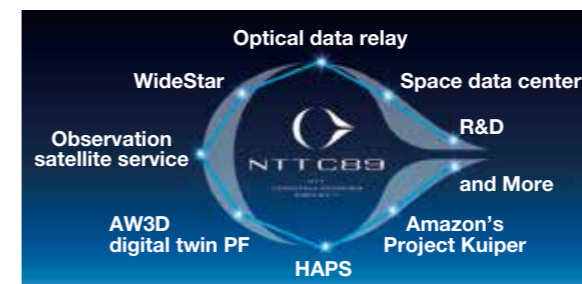 Optical data relay
WideStar
Space data center
R&D
Observation
satellite service
NTTC89
and More
AW3D
digital twin PF
Amazon's
Project Kuiper
HAPS